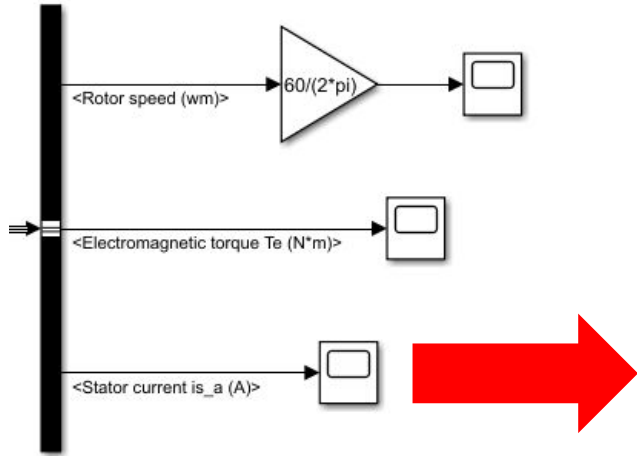 60/(2*pi)
<Rotor speed (wm)>
<Electromagnetic torque Te (N*m)>
<Stator current is_a (A)>